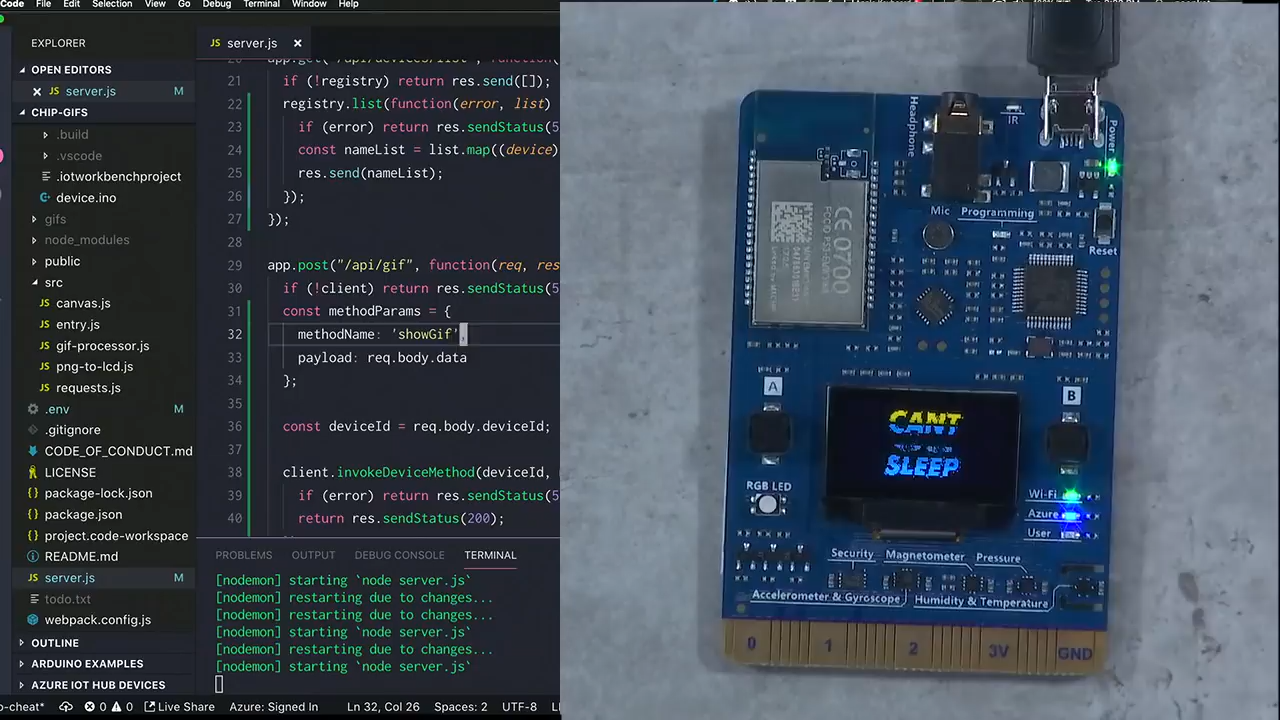 Code File Edit Selection View Go Debug Terminal Window Help
EXPLORER
OPEN EDITORS
server.js M
CHIP-GIFS
.build
.vscode
.iotworkbenchproject
device.ino
gifs
node_modules
public
src
JS canvas.js
JS entry.js
JS gif-processor.js
JS png-to-lcd.js
JS requests.js
.env M
.gitignore
CODE_OF_CONDUCT.md
LICENSE
{} package-lock.json
{} package.json
{} project.code-workspace
README.md
JS server.js M
todo.txt
webpack.config.js
OUTLINE
ARDUINO EXAMPLES
AZURE IOT HUB DEVICES
JS server.js
21 if (!registry) return res.send([]);
22 registry.list(function(error, list)
23 if (error) return res.sendStatus(5
24 const nameList = list.map((device)
25 res.send(nameList);
26 });
27 });
28
29 app.post("/api/gif", function(req, res
30 if (!client) return res.sendStatus(5
31 const methodParams = {
32 methodName: 'showGif',
33 payload: req.body.data
34 };
35
36 const deviceId = req.body.deviceId;
37
38 client.invokeDeviceMethod(deviceId,
39 if (error) return res.sendStatus(5
40 return res.sendStatus(200);
PROBLEMS OUTPUT DEBUG CONSOLE TERMINAL
[nodemon] starting `node server.js`
[nodemon] restarting due to changes...
[nodemon] restarting due to changes...
[nodemon] starting `node server.js`
[nodemon] restarting due to changes...
[nodemon] starting `node server.js`
o-cheat* 0 0 Live Share Azure: Signed In Ln 32, Col 26 Spaces: 2 UTF-8
Headphone
IR
Power
Mic
Programming
Reset
CE 0700
A
B
CANT
SLEEP
RGB LED
Wi-Fi
Azure
User
Security Magnetometer Pressure
Accelerometer & Gyroscope Humidity & Temperature
0 1 2 3V GND